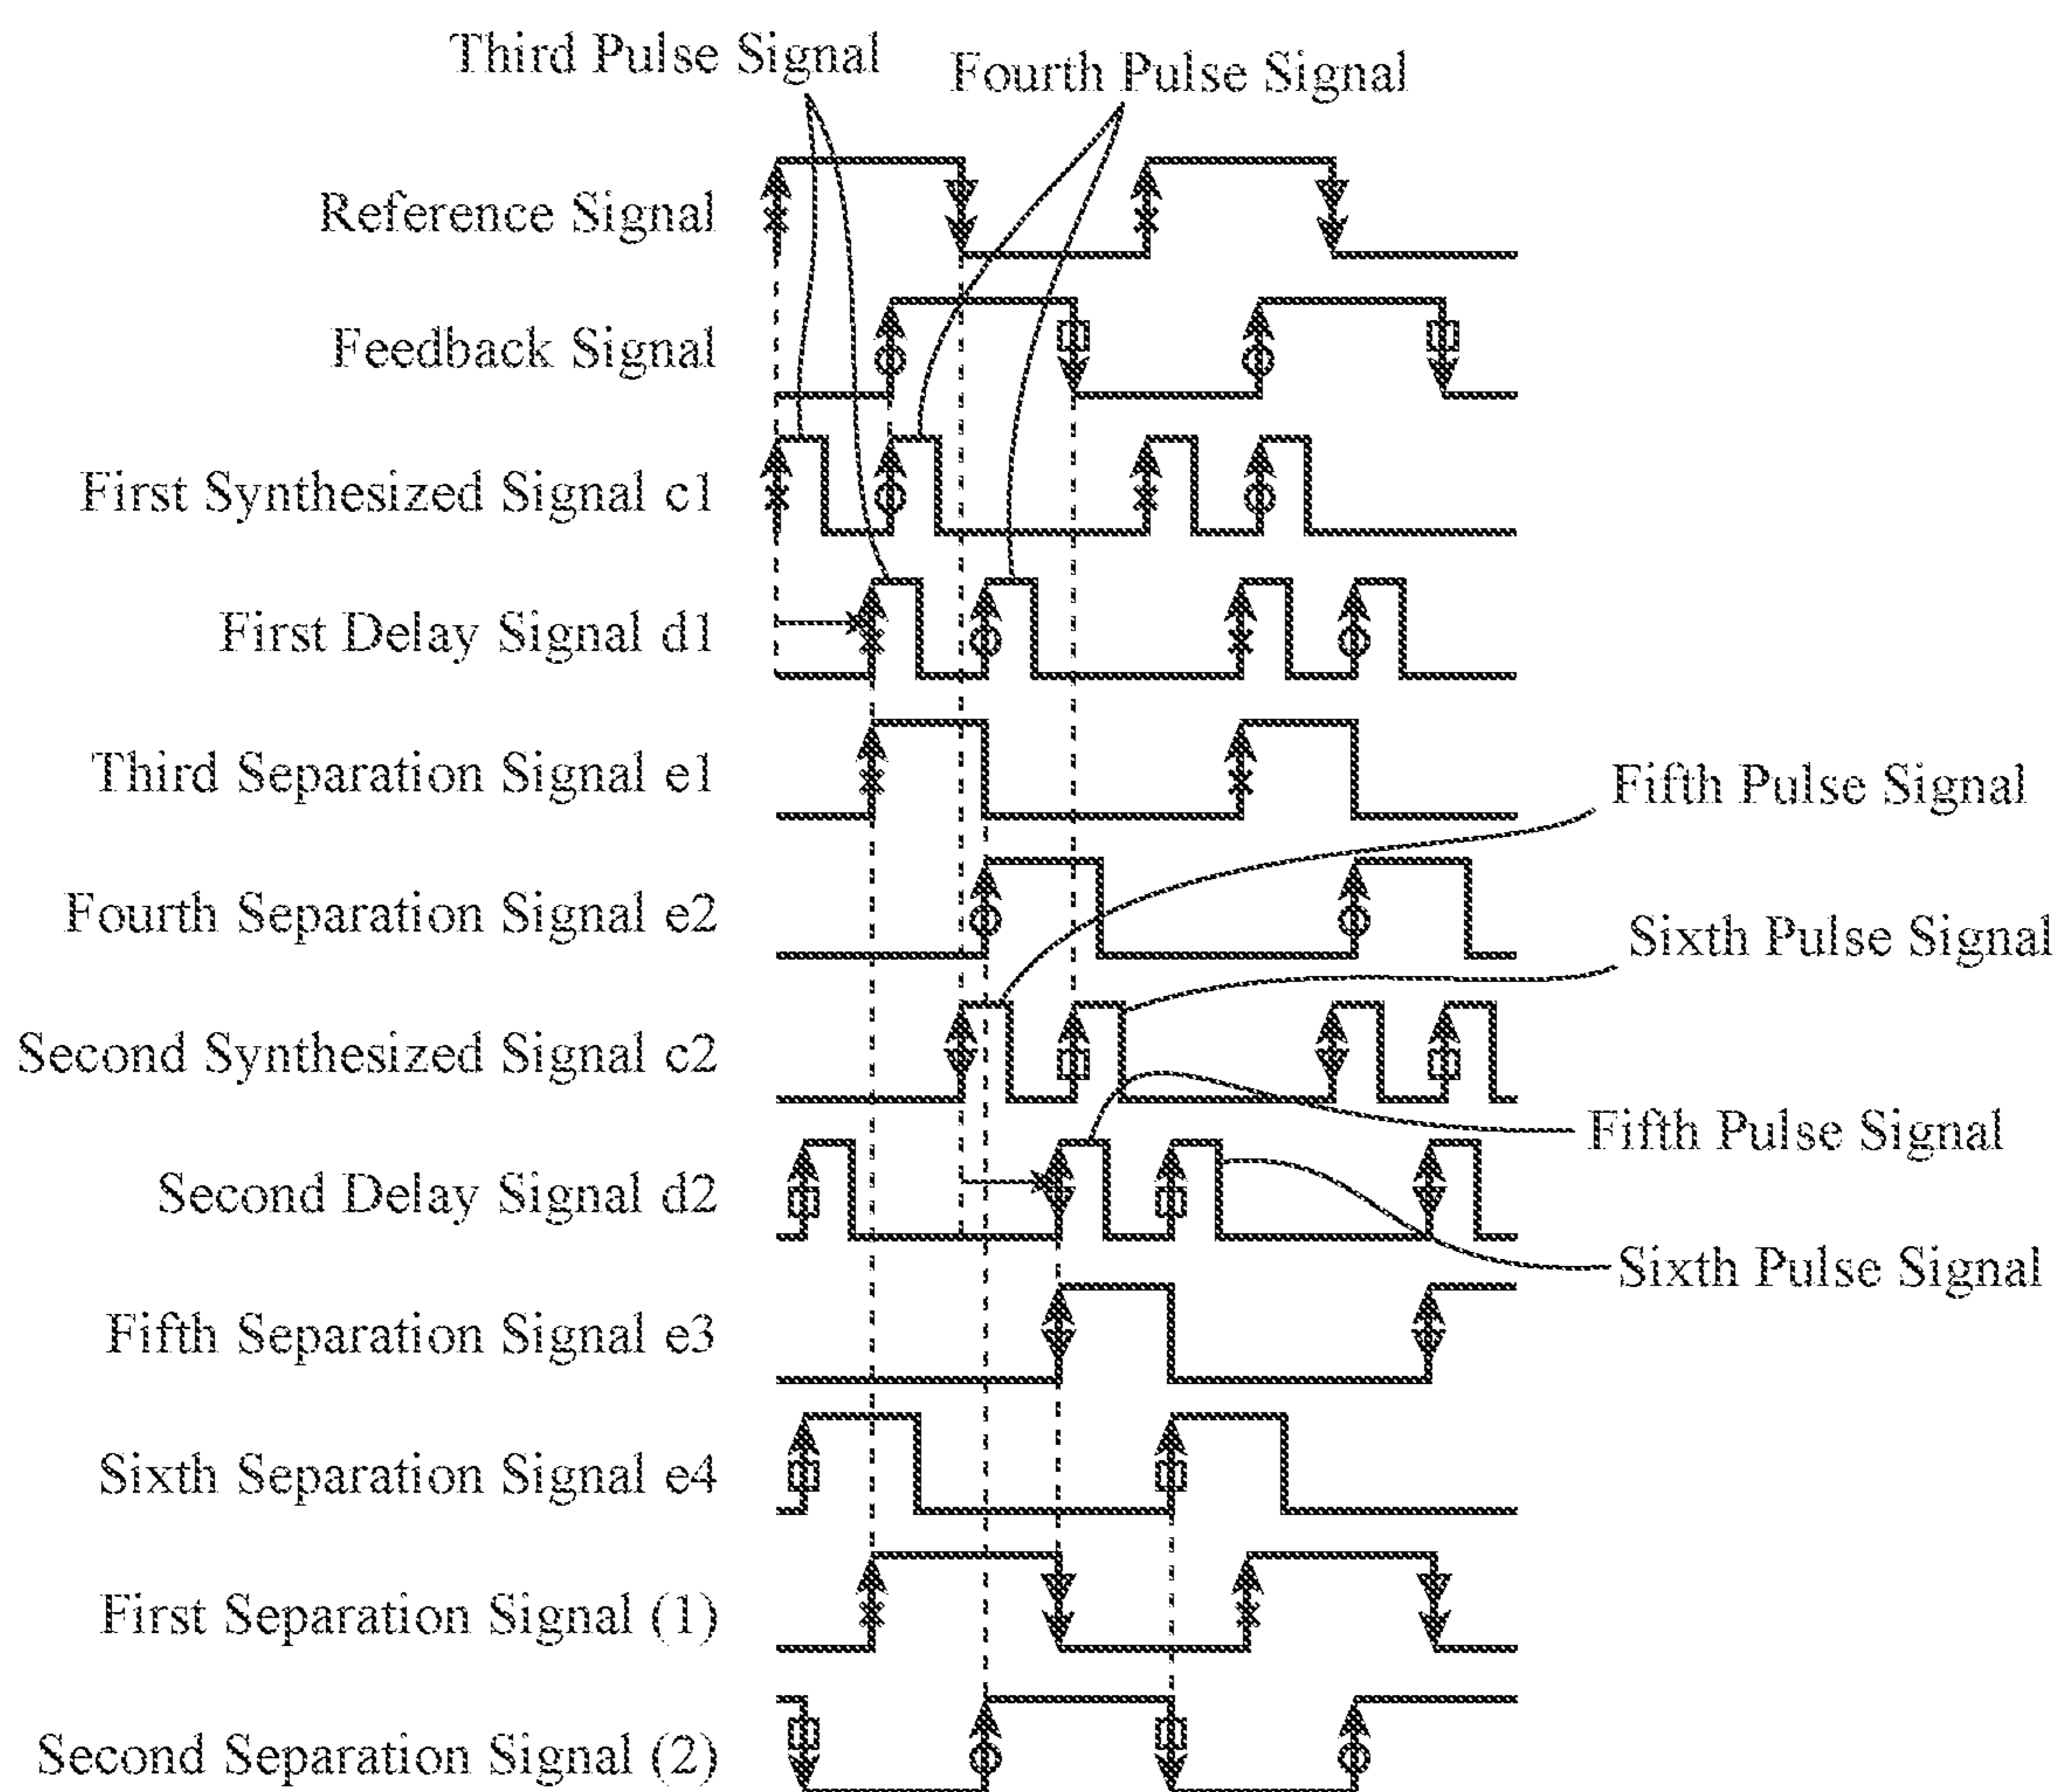 Third Pulse Signal
Fourth Pulse Signal
Reference Signal
Feedback Signal
First Synthesized Signal c1
First Delay Signal d1
Third Separation Signal e1
Fifth Pulse Signal
Fourth Separation Signal e2
Sixth Pulse Signal
Second Synthesized Signal c2
Fifth Pulse Signal
Second Delay Signal d2
Sixth Pulse Signal
Fifth Separation Signal e3
Sixth Separation Signal e4
First Separation Signal (1)
Second Separation Signal (2)